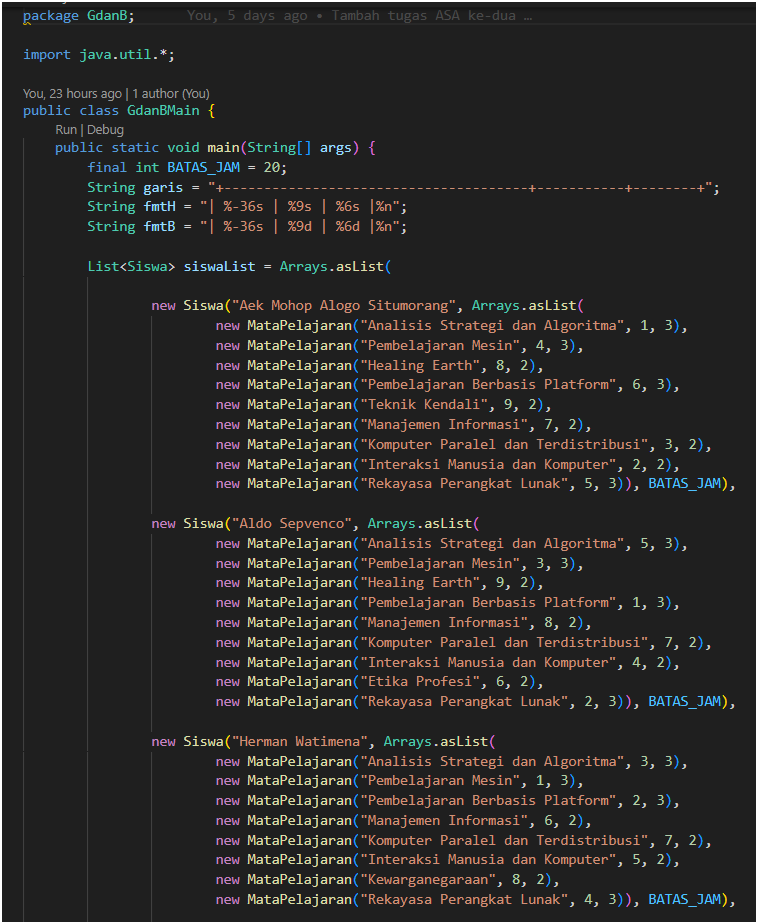 package GdanB;    You, 5 days ago • Tambah tugas ASA ke-dua …
import java.util.*;
You, 23 hours ago | 1 author (You)
public class GdanBMain {
Run | Debug
public static void main(String[] args) {
final int BATAS_JAM = 20;
String garis = "+--------------------------------------+-----------+--------+";
String fmtH = "| %-36s | %9s | %6s |%n";
String fmtB = "| %-36s | %9d | %6d |%n";
List<Siswa> siswaList = Arrays.asList(
new Siswa("Aek Mohop Alogo Situmorang", Arrays.asList(
new MataPelajaran("Analisis Strategi dan Algoritma", 1, 3),
new MataPelajaran("Pembelajaran Mesin", 4, 3),
new MataPelajaran("Healing Earth", 8, 2),
new MataPelajaran("Pembelajaran Berbasis Platform", 6, 3),
new MataPelajaran("Teknik Kendali", 9, 2),
new MataPelajaran("Manajemen Informasi", 7, 2),
new MataPelajaran("Komputer Paralel dan Terdistribusi", 3, 2),
new MataPelajaran("Interaksi Manusia dan Komputer", 2, 2),
new MataPelajaran("Rekayasa Perangkat Lunak", 5, 3)), BATAS_JAM),
new Siswa("Aldo Sepvenco", Arrays.asList(
new MataPelajaran("Analisis Strategi dan Algoritma", 5, 3),
new MataPelajaran("Pembelajaran Mesin", 3, 3),
new MataPelajaran("Healing Earth", 9, 2),
new MataPelajaran("Pembelajaran Berbasis Platform", 1, 3),
new MataPelajaran("Manajemen Informasi", 8, 2),
new MataPelajaran("Komputer Paralel dan Terdistribusi", 7, 2),
new MataPelajaran("Interaksi Manusia dan Komputer", 4, 2),
new MataPelajaran("Etika Profesi", 6, 2),
new MataPelajaran("Rekayasa Perangkat Lunak", 2, 3)), BATAS_JAM),
new Siswa("Herman Watimena", Arrays.asList(
new MataPelajaran("Analisis Strategi dan Algoritma", 3, 3),
new MataPelajaran("Pembelajaran Mesin", 1, 3),
new MataPelajaran("Pembelajaran Berbasis Platform", 2, 3),
new MataPelajaran("Manajemen Informasi", 6, 2),
new MataPelajaran("Komputer Paralel dan Terdistribusi", 7, 2),
new MataPelajaran("Interaksi Manusia dan Komputer", 5, 2),
new MataPelajaran("Kewarganegaraan", 8, 2),
new MataPelajaran("Rekayasa Perangkat Lunak", 4, 3)), BATAS_JAM),